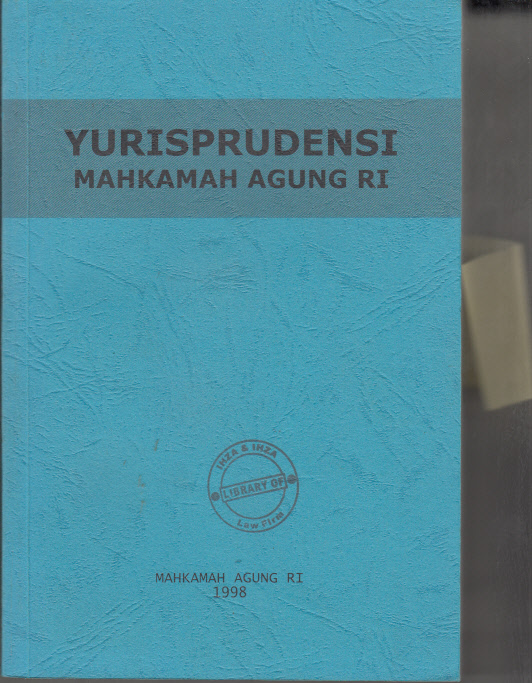 YURISPRUDENSI
MAHKAMAH AGUNG RI
IHZA & IHZA
LIBRARY OF
Law Firm
MAHKAMAH AGUNG RI
1998